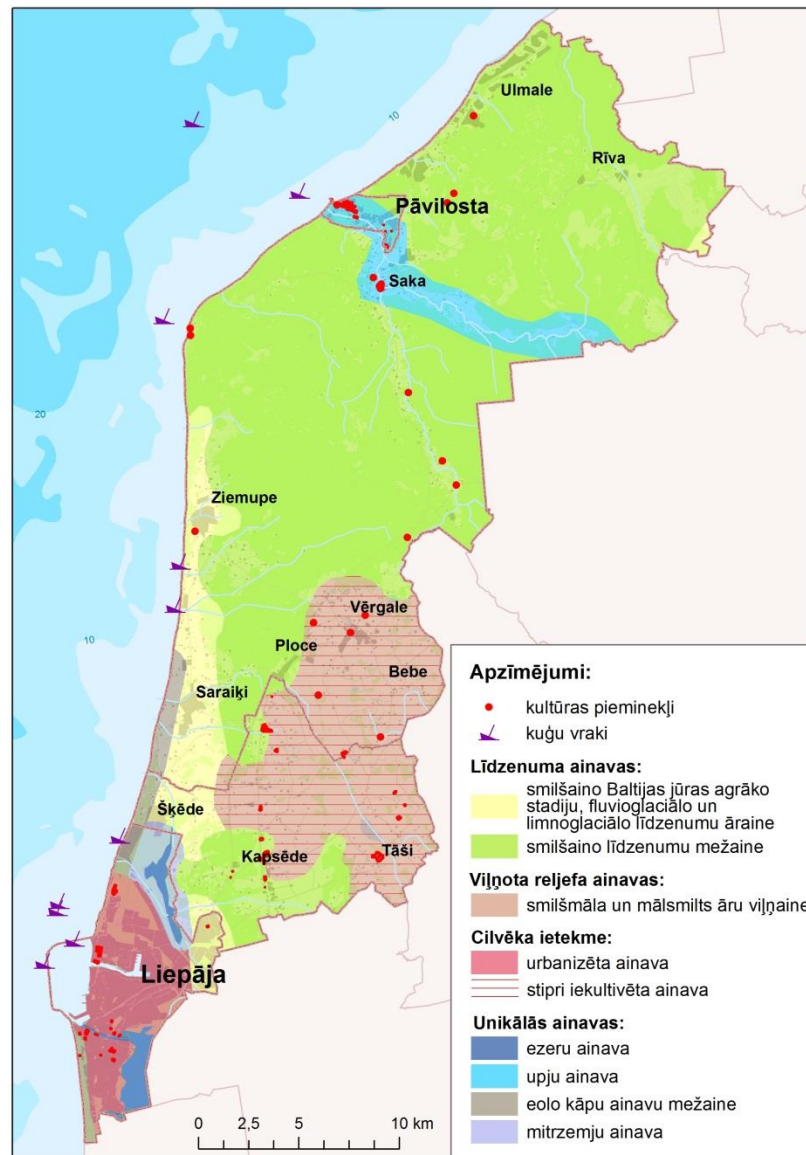 Ulmale
10
Rīva
Pāvilosta
Saka
20
Ziemupe
Vērgale
Ploce
10
Bebe
Saraiķi
Šķēde
Kapsēde
Tāši
Liepāja
0 2,5 5 10 km
Apzīmējumi:
kultūras pieminekļi
kuģu vraki
Līdzenuma ainavas:
smilšaino Baltijas jūras agrāko
stadiju, fluvioglaciālo un
limnoglaciālo līdzenumu āraine
smilšaino līdzenumu mežaine
Viļņota reljefa ainavas:
smilšmāla un mālsmilts āru viļņaine
Cilvēka ietekme:
urbanizēta ainava
stipri iekultivēta ainava
Unikālās ainavas:
ezeru ainava
upju ainava
eolo kāpu ainavu mežaine
mitrzemju ainava